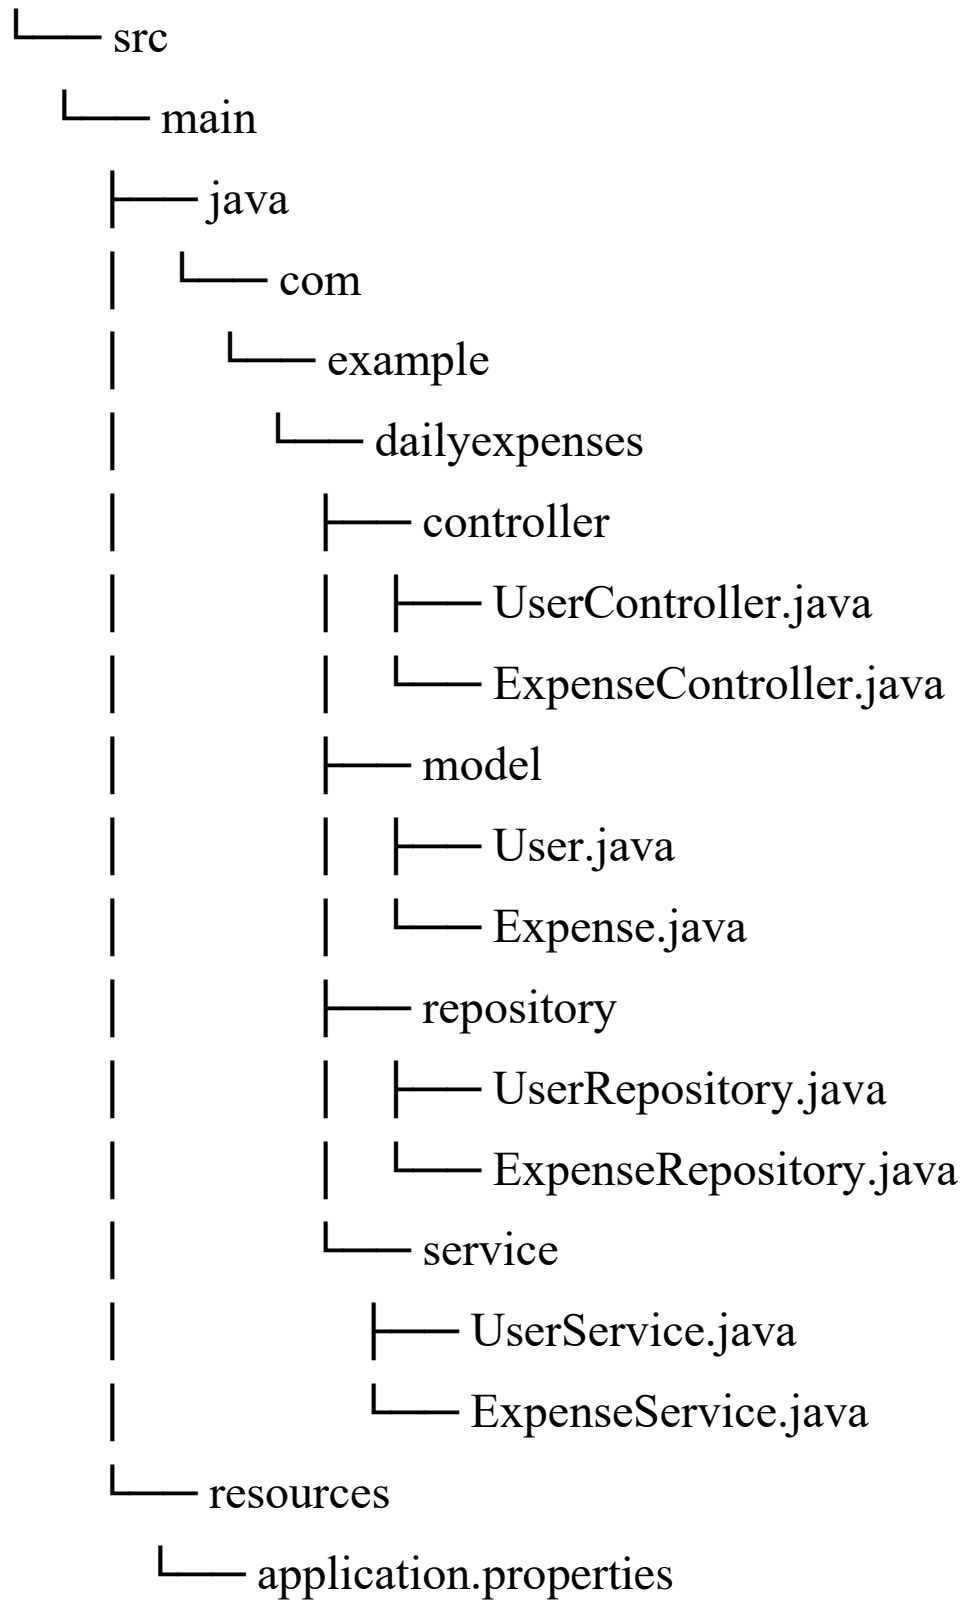 └── src
└── main
├── java
│ └── com
│ └── example
│ └── dailyexpenses
│ ├── controller
│ │ ├── UserController.java
│ │ └── ExpenseController.java
│ ├── model
│ │ ├── User.java
│ │ └── Expense.java
│ ├── repository
│ │ ├── UserRepository.java
│ │ └── ExpenseRepository.java
│ └── service
│ ├── UserService.java
│ └── ExpenseService.java
└── resources
└── application.properties